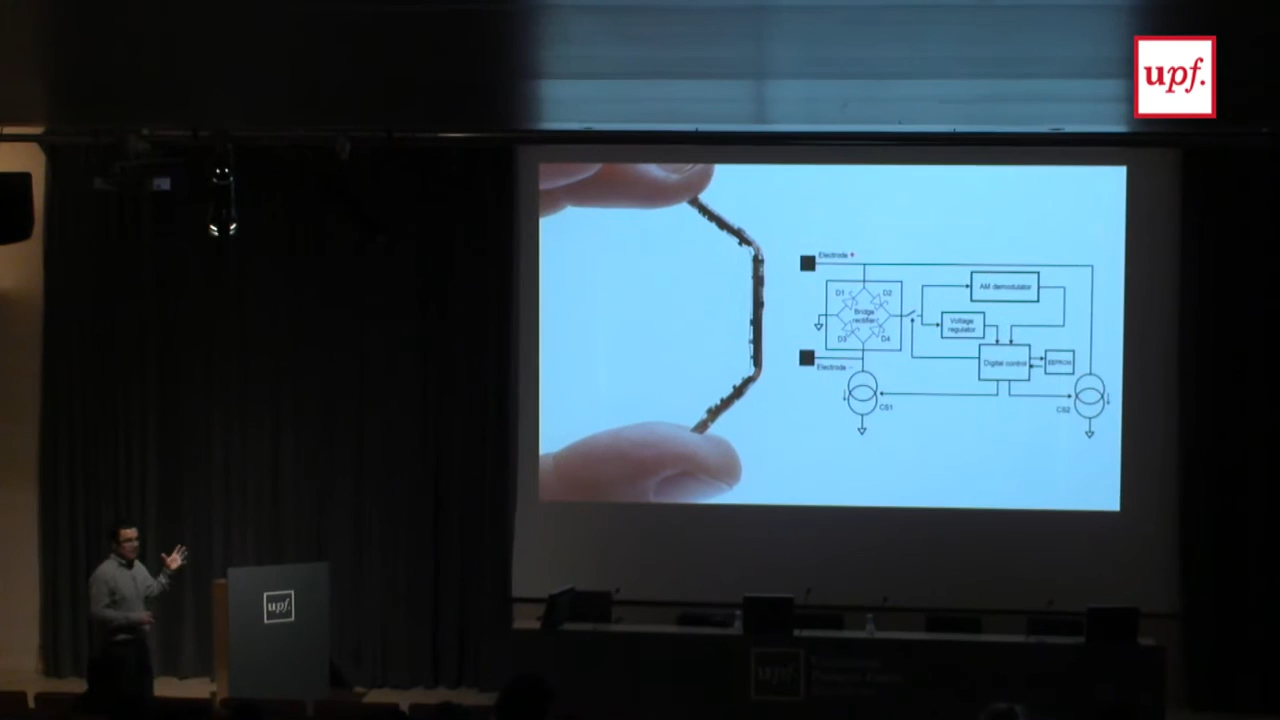 upf.
Electrode +
D1
D2
Bridge
rectifier
D3
D4
Electrode -
AM demodulator
Voltage
regulator
Digital control
EEPROM
CS1
CS2
upf.
upf.